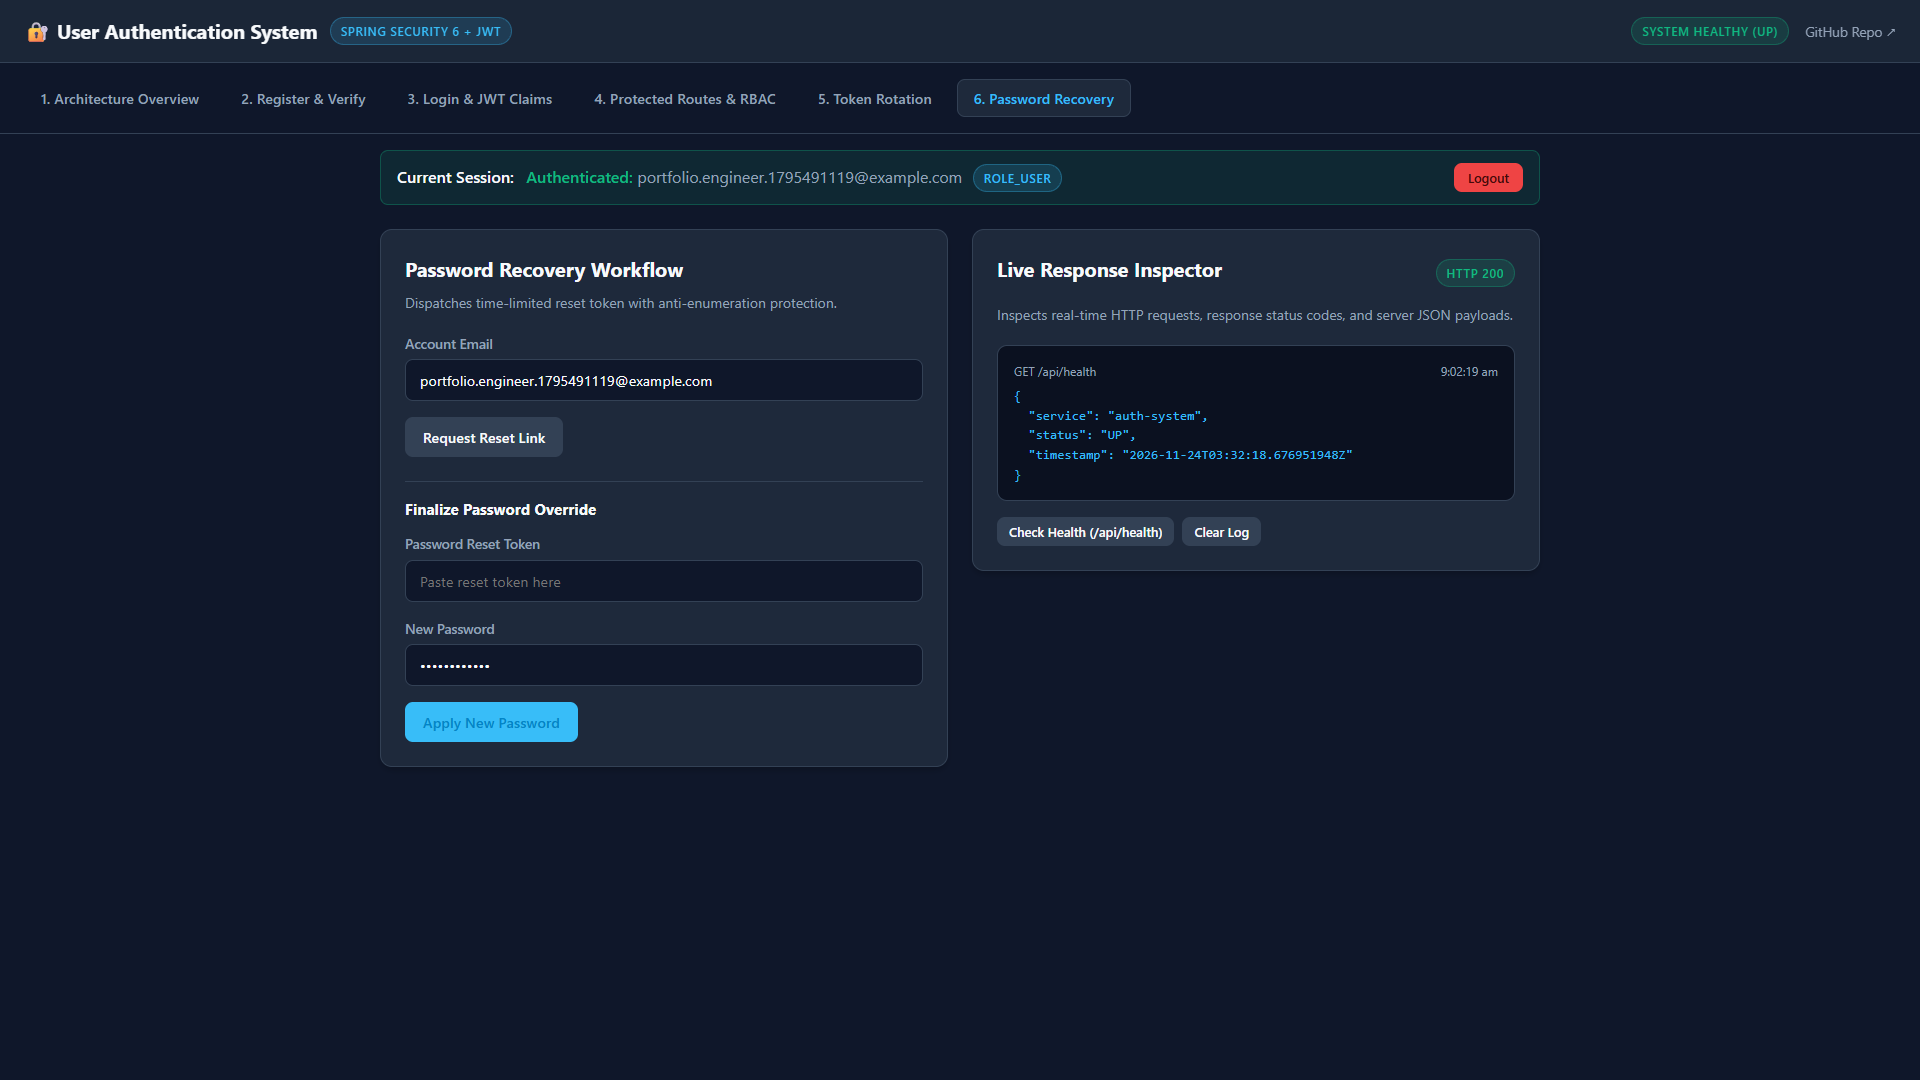 🔐 User Authentication System SPRING SECURITY 6 + JWT SYSTEM HEALTHY (UP) GitHub Repo ↗
1. Architecture Overview 2. Register & Verify 3. Login & JWT Claims 4. Protected Routes & RBAC 5. Token Rotation 6. Password Recovery
Current Session: Authenticated: portfolio.engineer.1795491119@example.com ROLE_USER Logout
Password Recovery Workflow
Dispatches time-limited reset token with anti-enumeration protection.
Account Email
portfolio.engineer.1795491119@example.com
Request Reset Link
Finalize Password Override
Password Reset Token
Paste reset token here
New Password
••••••••••••
Apply New Password
Live Response Inspector HTTP 200
Inspects real-time HTTP requests, response status codes, and server JSON payloads.
GET /api/health 9:02:19 am
{
"service": "auth-system",
"status": "UP",
"timestamp": "2026-11-24T03:32:18.676951948Z"
}
Check Health (/api/health) Clear Log